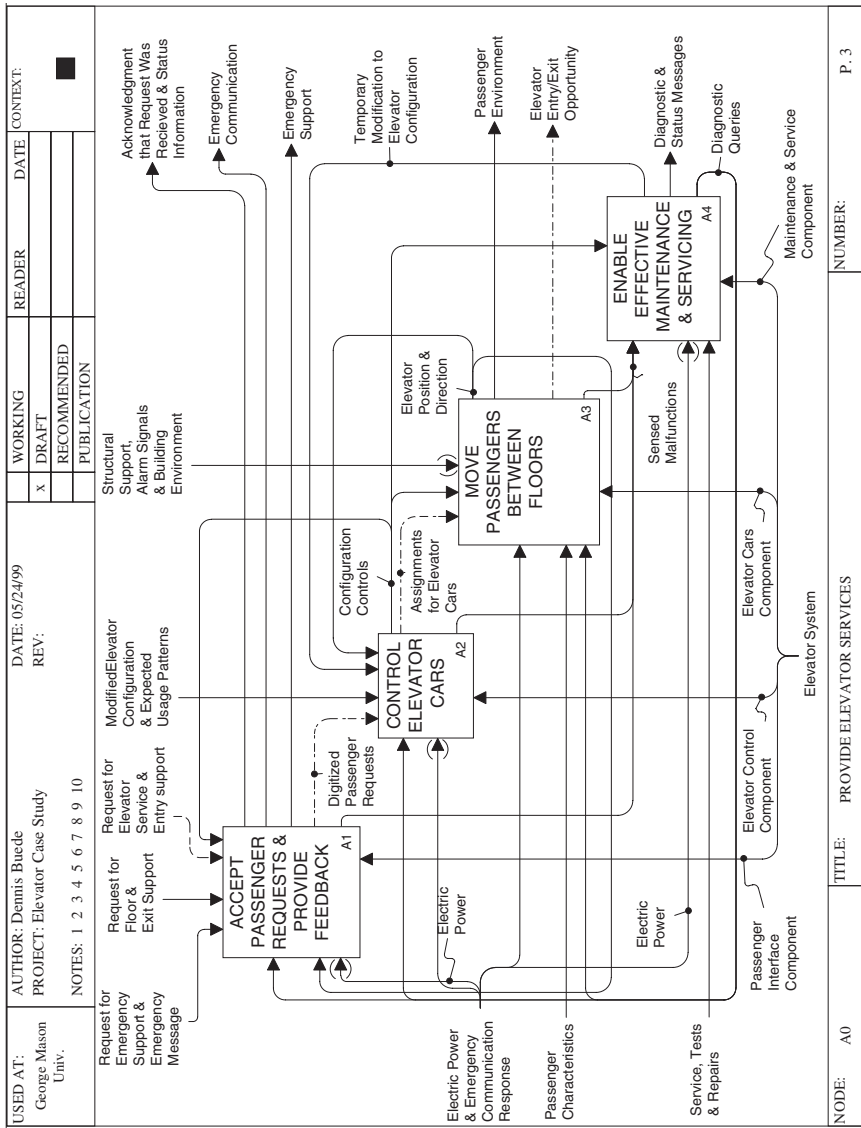 USED AT:
George Mason
Univ.
AUTHOR: Dennis Buede
PROJECT: Elevator Case Study
NOTES: 1 2 3 4 5 6 7 8 9 10
DATE: 05/24/99
REV:
WORKING
x DRAFT
RECOMMENDED
PUBLICATION
READER
DATE
CONTEXT:
Request for
Emergency
Support &
Emergency
Message
Request for
Floor &
Exit Support
Request for
Elevator
Service &
Entry support
ModifiedElevator
Configuration
& Expected
Usage Patterns
Structural
Support,
Alarm Signals
& Building
Environment
Acknowledgment
that Request Was
Recieved & Status
Information
Emergency
Communication
Emergency
Support
Temporary
Modification to
Elevator
Configuration
Passenger
Environment
Elevator
Entry/Exit
Opportunity
Diagnostic &
Status Messages
Diagnostic
Queries
ACCEPT
PASSENGER
REQUESTS &
PROVIDE
FEEDBACK
A1
Digitized
Passenger
Requests
CONTROL
ELEVATOR
CARS
A2
Configuration
Controls
Assignments
for Elevator
Cars
MOVE
PASSENGERS
BETWEEN
FLOORS
A3
Elevator
Position &
Direction
Sensed
Malfunctions
ENABLE
EFFECTIVE
MAINTENANCE
& SERVICING
A4
Electric Power
Electric Power
& Emergency
Communication
Response
Passenger
Characteristics
Service, Tests
& Repairs
Electric
Power
Passenger
Interface
Component
Elevator Control
Component
Elevator System
Elevator Cars
Component
Maintenance & Service
Component
NODE: A0
TITLE: PROVIDE ELEVATOR SERVICES
NUMBER:
P. 3